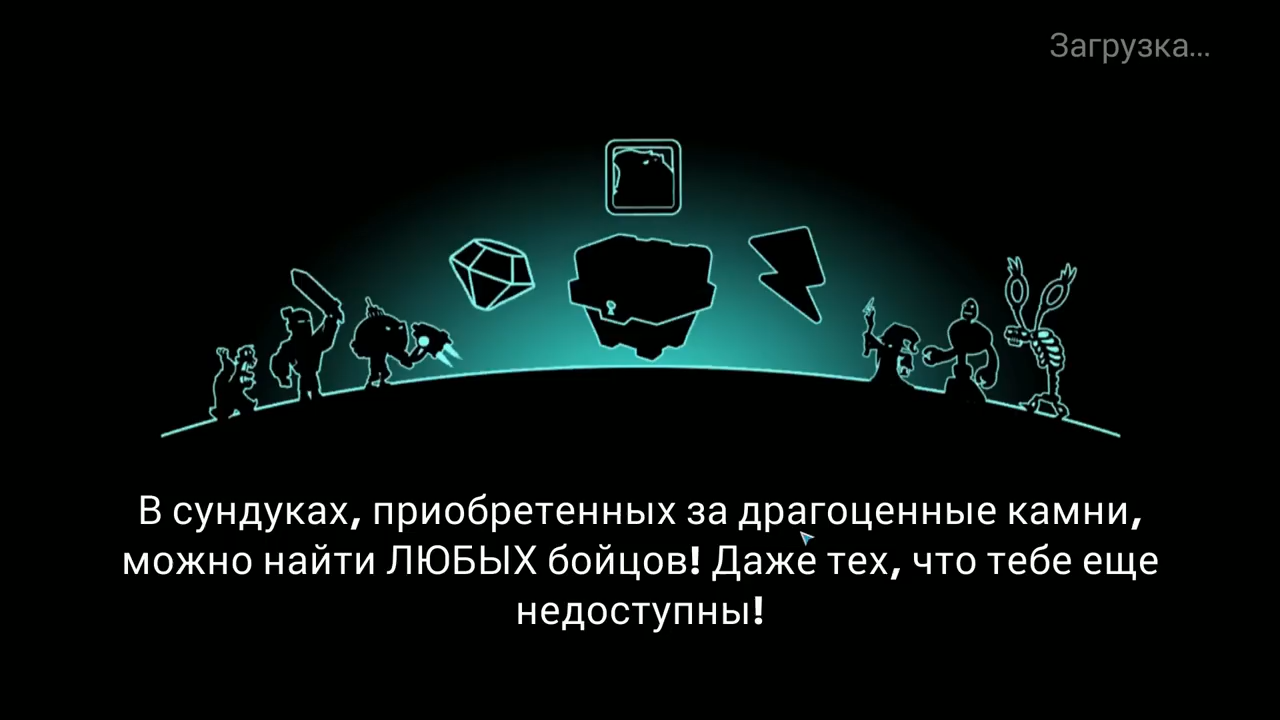 Загрузка...
В сундуках, приобретенных за драгоценные камни,
можно найти ЛЮБЫХ бойцов! Даже тех, что тебе еще
недоступны!